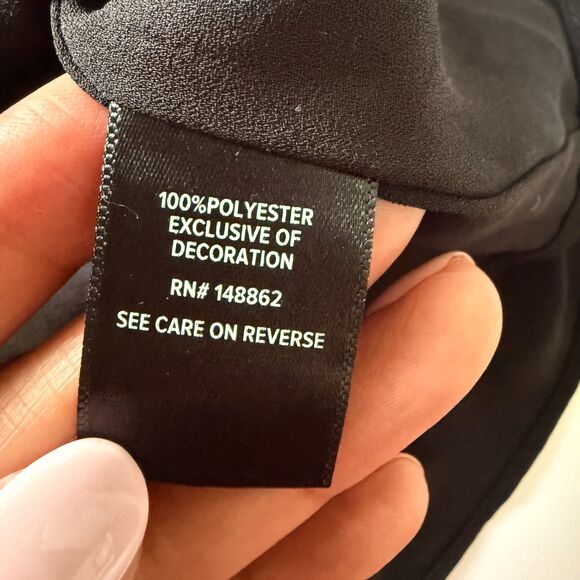 100%POLYESTER
EXCLUSIVE OF
DECORATION
RN# 148862
SEE CARE ON REVERSE